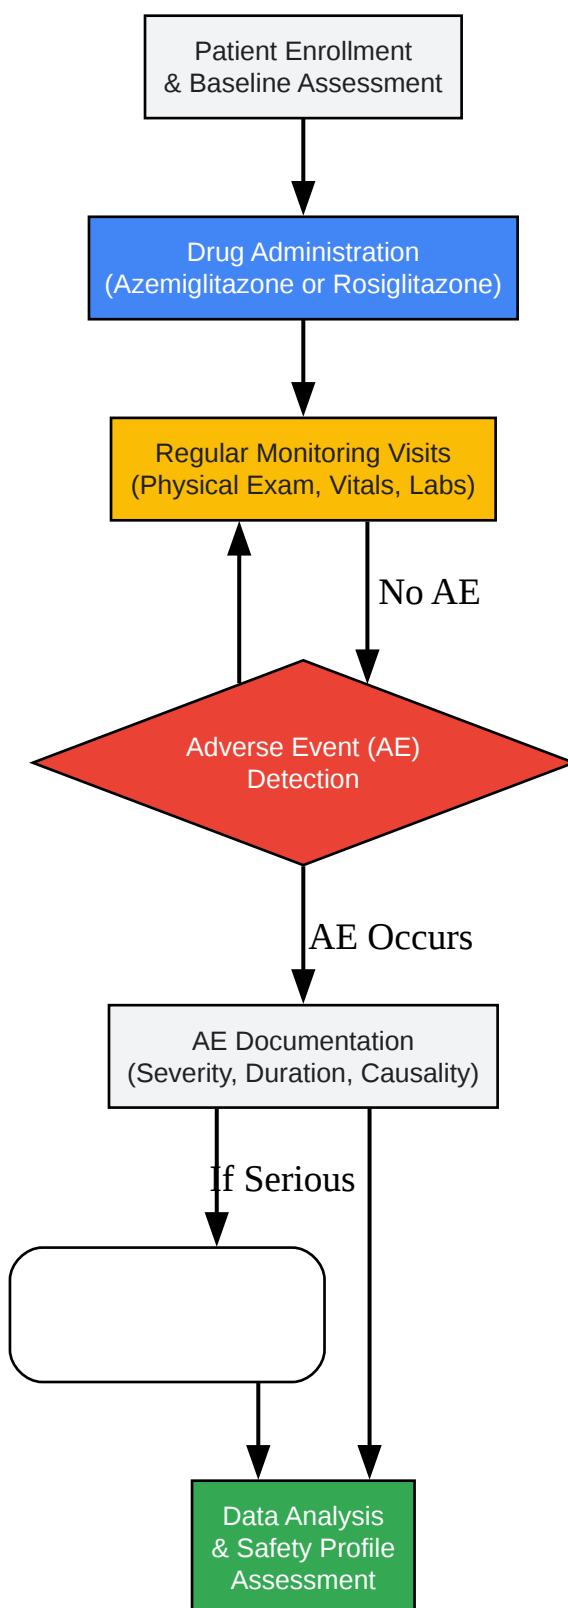 Patient Enrollment
& Baseline Assessment
Drug Administration
(Azemiglitazone or Rosiglitazone)
Regular Monitoring Visits
(Physical Exam, Vitals, Labs)
No AE
Adverse Event (AE)
Detection
AE Occurs
AE Documentation
(Severity, Duration, Causality)
If Serious
Data Analysis
& Safety Profile
Assessment